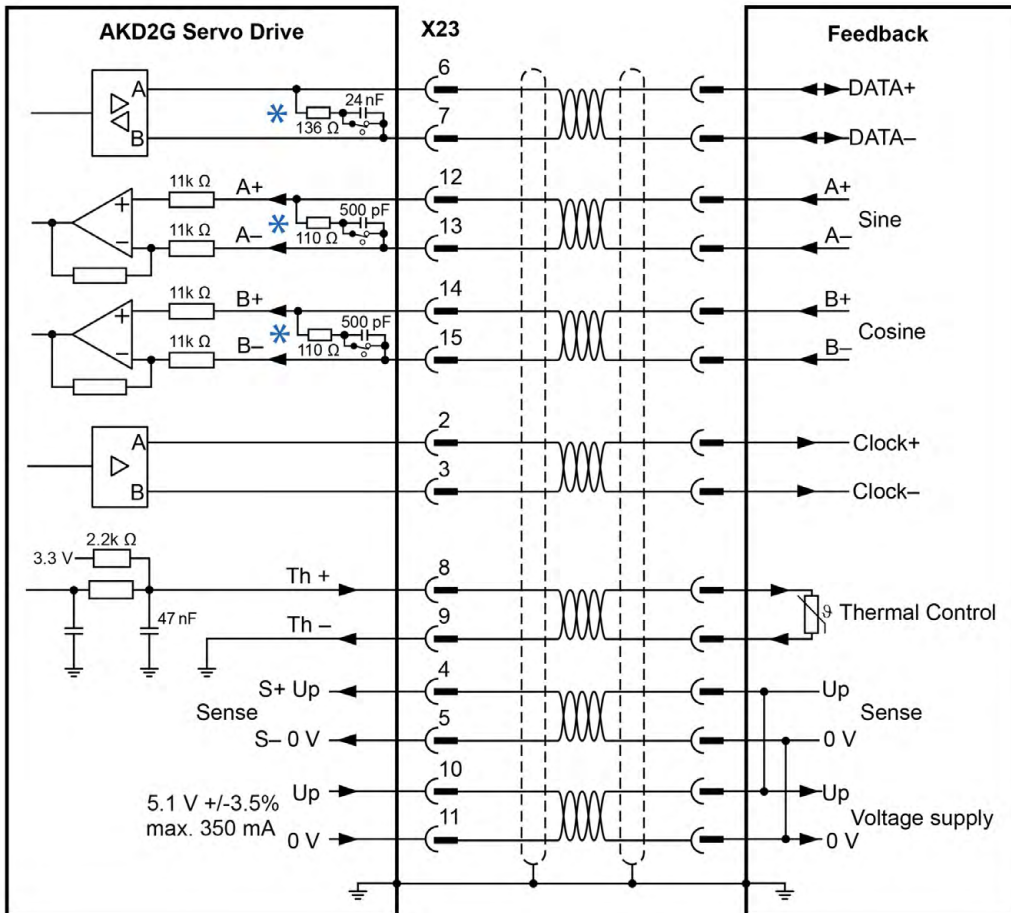 AKD2G Servo Drive X23 Feedback
A 6 DATA+
* 24 nF
136 Ω
B 7 DATA–
11k Ω A+ 12 A+
+ * 500 pF Sine
11k Ω A– 110 Ω 13 A–
–
11k Ω B+ 14 B+
+ * 500 pF Cosine
11k Ω B– 110 Ω 15 B–
–
A 2 Clock+
B 3 Clock–
2.2k Ω
3.3 V
Th + 8
47 nF ϑ Thermal Control
Th – 9
S+ Up 4 Up
Sense Sense
S– 0 V 5 0 V
Up 10 Up
5.1 V +/-3.5%
max. 350 mA Voltage supply
0 V 11 0 V